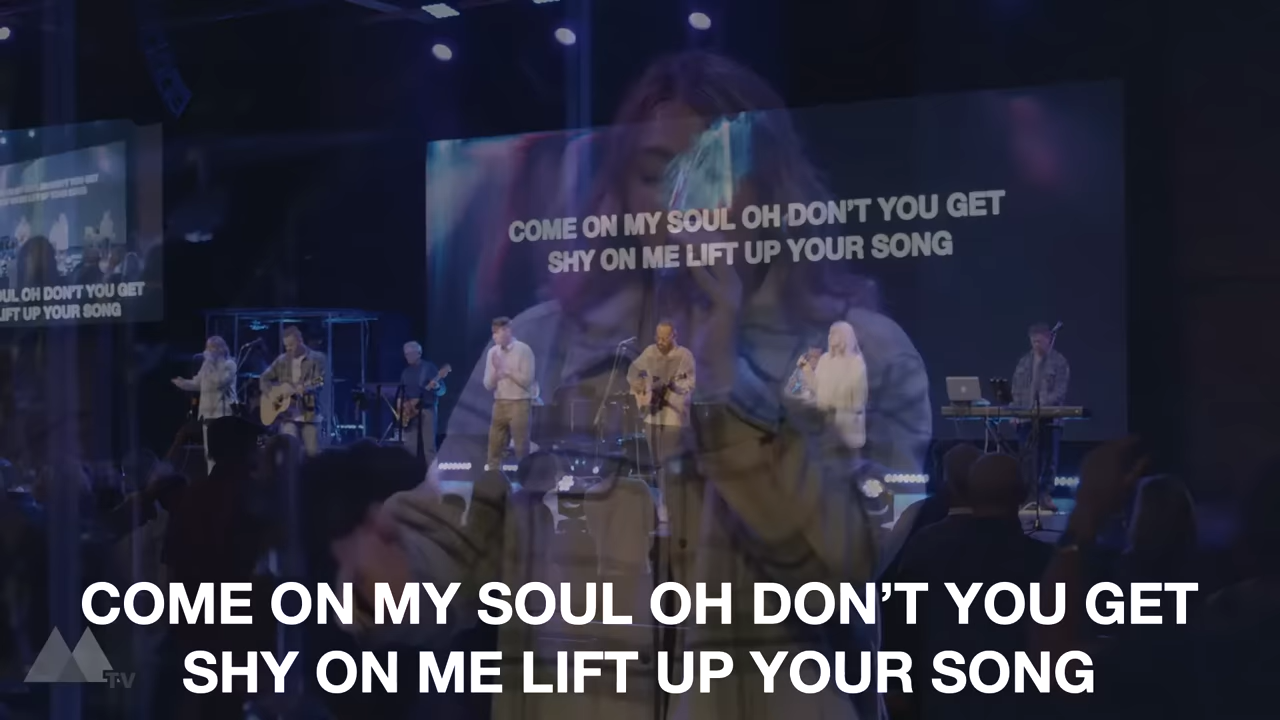 COME ON MY SOUL OH DON'T YOU GET
SHY ON ME LIFT UP YOUR SONG
OUL OH DON'T YOU GET
LIFT UP YOUR SONG
COME ON MY SOUL OH DON'T YOU GET
SHY ON ME LIFT UP YOUR SONG
TV